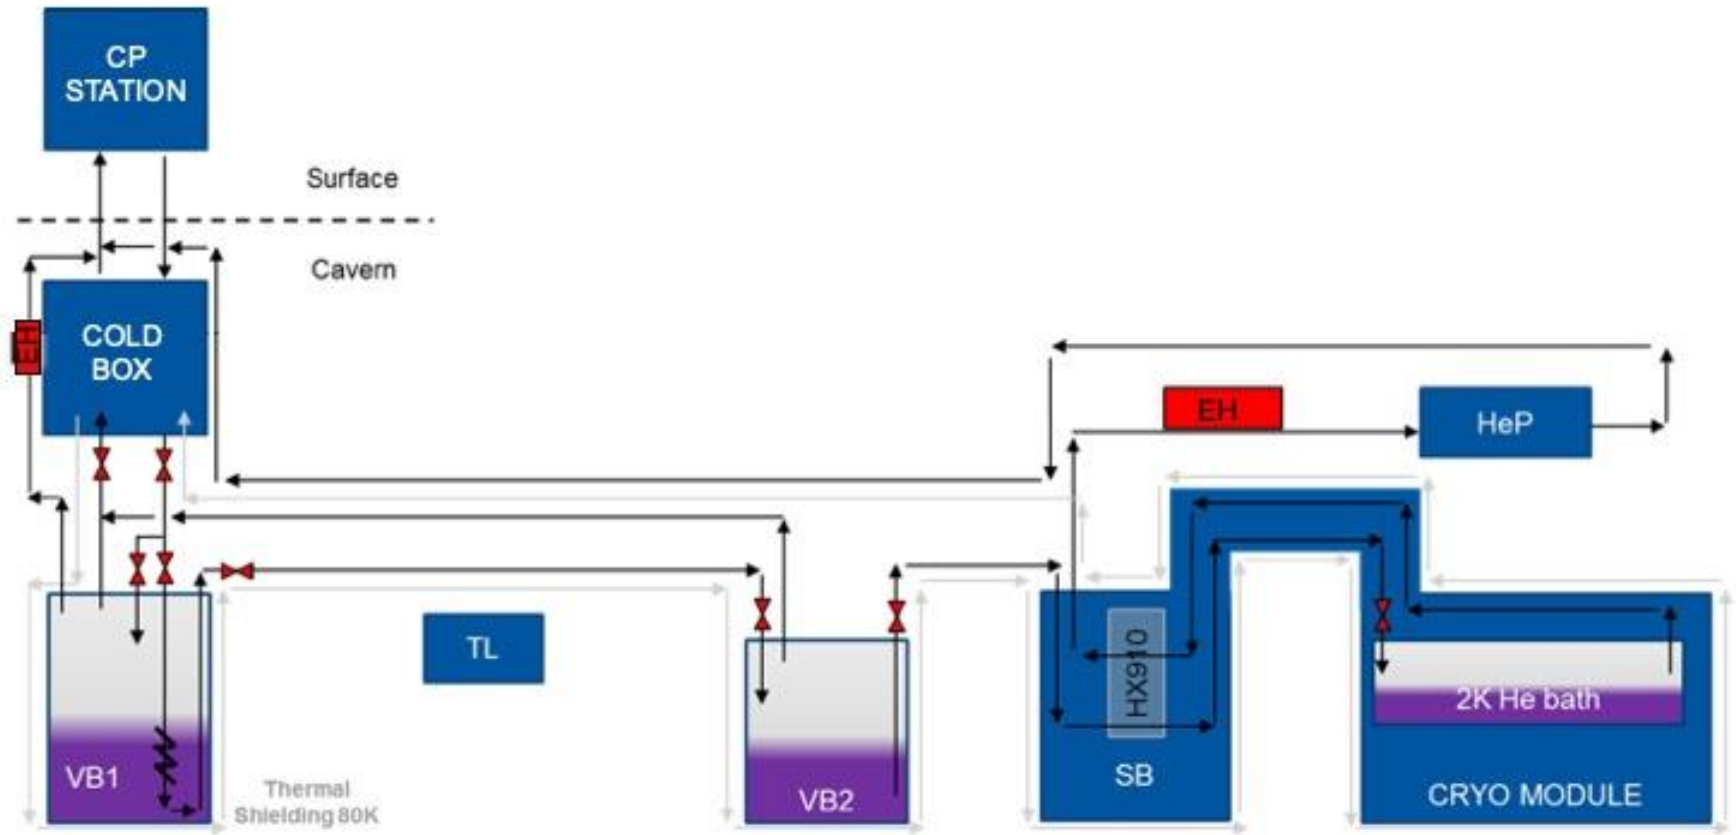 CP
STATION
Surface
Cavern
EH
COLD
BOX
EH
HeP
TL
HX910
2K He bath
VB1
Thermal
Shielding 80K
VB2
SB
CRYO MODULE